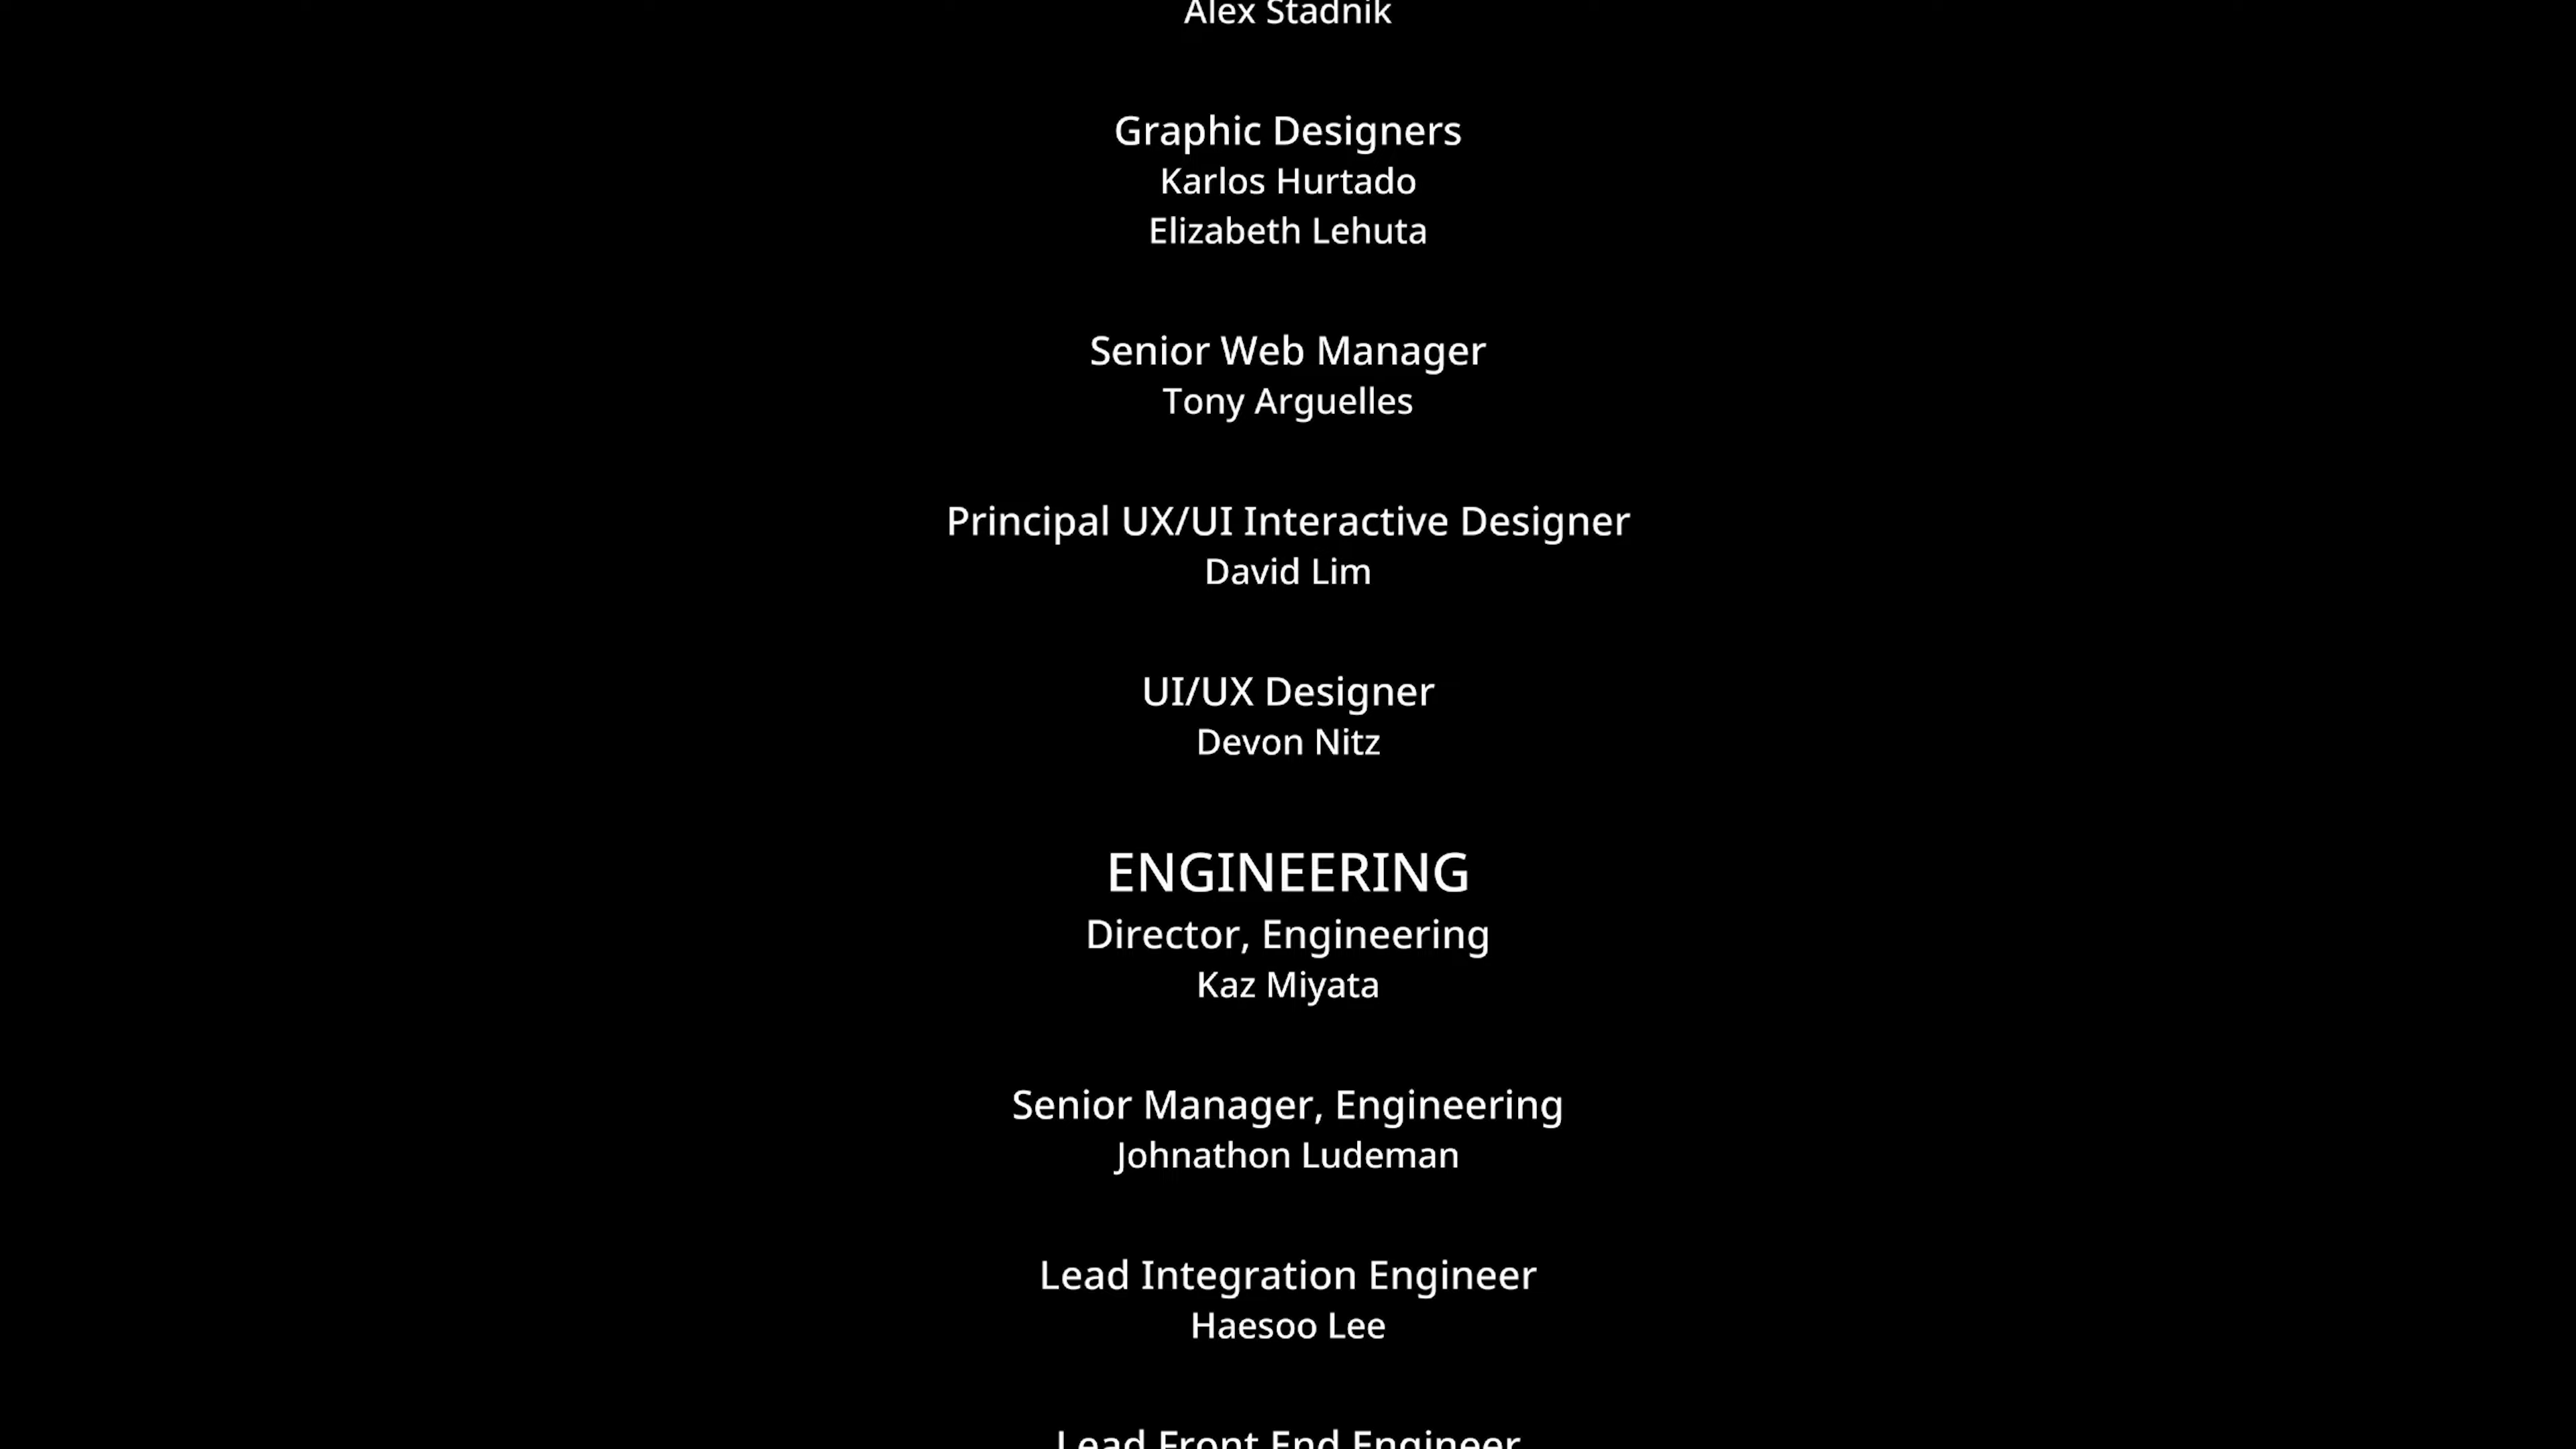 Alex Stadnik
Graphic Designers
Karlos Hurtado
Elizabeth Lehuta
Senior Web Manager
Tony Arguelles
Principal UX/UI Interactive Designer
David Lim
UI/UX Designer
Devon Nitz
ENGINEERING
Director, Engineering
Kaz Miyata
Senior Manager, Engineering
Johnathon Ludeman
Lead Integration Engineer
Haesoo Lee
Lead Front End Engineer